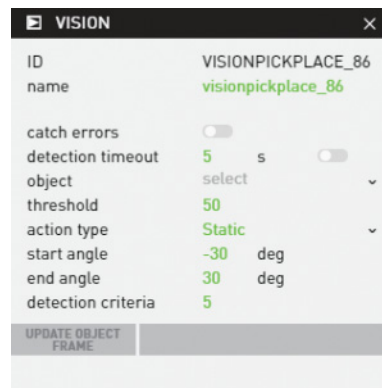 VISION
ID VISIONPICKPLACE_86
name visionpickplace_86
catch errors
detection timeout 5 s
object select
threshold 50
action type Static
start angle -30 deg
end angle 30 deg
detection criteria 5
UPDATE OBJECT
FRAME